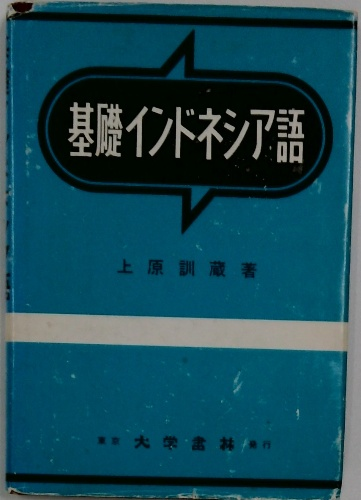 基礎インドネシア語
上原訓蔵著
東京 大学書林 発行